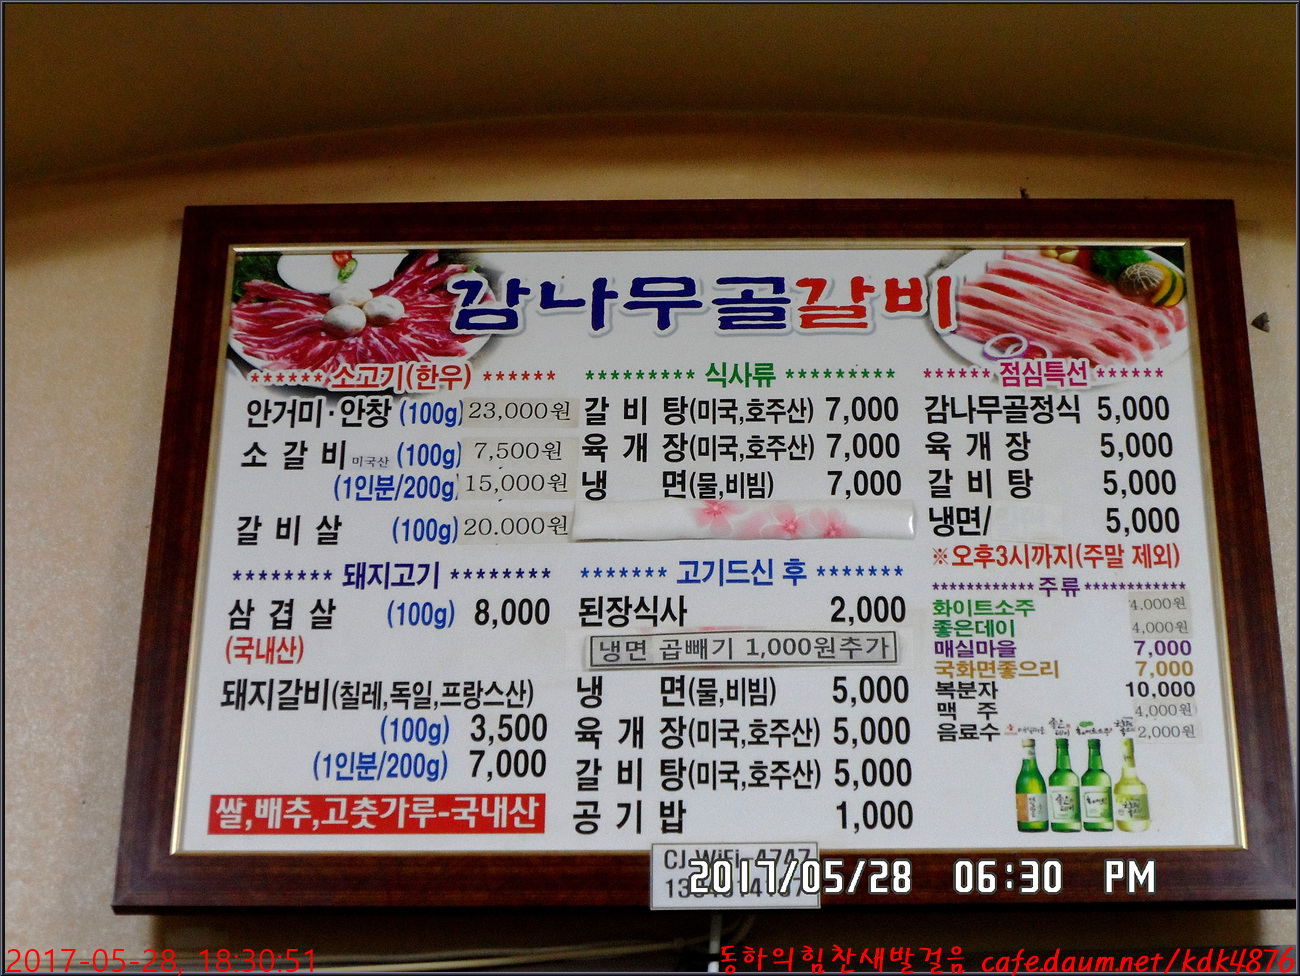 감나무골갈비
****** 소고기(한우) ******
안거미·안창 (100g) 23,000원
소 갈 비 미국산 (100g) 7,500원
(1인분/200g) 15,000원
갈 비 살 (100g) 20.000원
******** 돼지고기 ********
삼 겹 살 (100g) 8,000
(국내산)
돼지갈비(칠레,독일,프랑스산)
(100g) 3,500
(1인분/200g) 7,000
쌀,배추,고춧가루-국내산
********* 식사류 *********
갈 비 탕(미국,호주산) 7,000
육 개 장(미국,호주산) 7,000
냉 면(물,비빔) 7,000
******* 고기드신 후 *******
된장식사 2,000
냉면 곱빼기 1,000원추가
냉 면(물,비빔) 5,000
육 개 장(미국,호주산) 5,000
갈 비 탕(미국,호주산) 5,000
공 기 밥 1,000
****** 점심특선 ******
감나무골정식 5,000
육 개 장 5,000
갈 비 탕 5,000
냉면/ 5,000
※오후3시까지(주말 제외)
************ 주류 ************
화이트소주 4,000원
좋은데이 4,000원
매실마을 7,000
국화면좋으리 7,000
복분자 10,000
맥 주 4,000원
음료수 2,000원
CJ-WiFi-4747
2017/05/28 06:30 PM
2017-05-28, 18:30:51
동하의힘찬새발걸음 cafe.daum.net/kdk4876